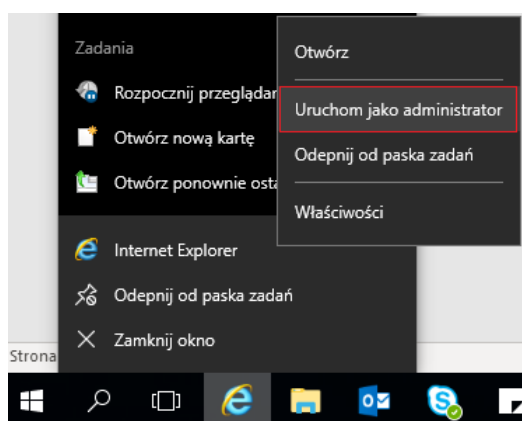 Zadania
Rozpocznij przeglądar
Otwórz nową kartę
Otwórz ponownie osta
Internet Explorer
Odepnij od paska zadań
Zamknij okno
Otwórz
Uruchom jako administrator
Odepnij od paska zadań
Właściwości
Strona